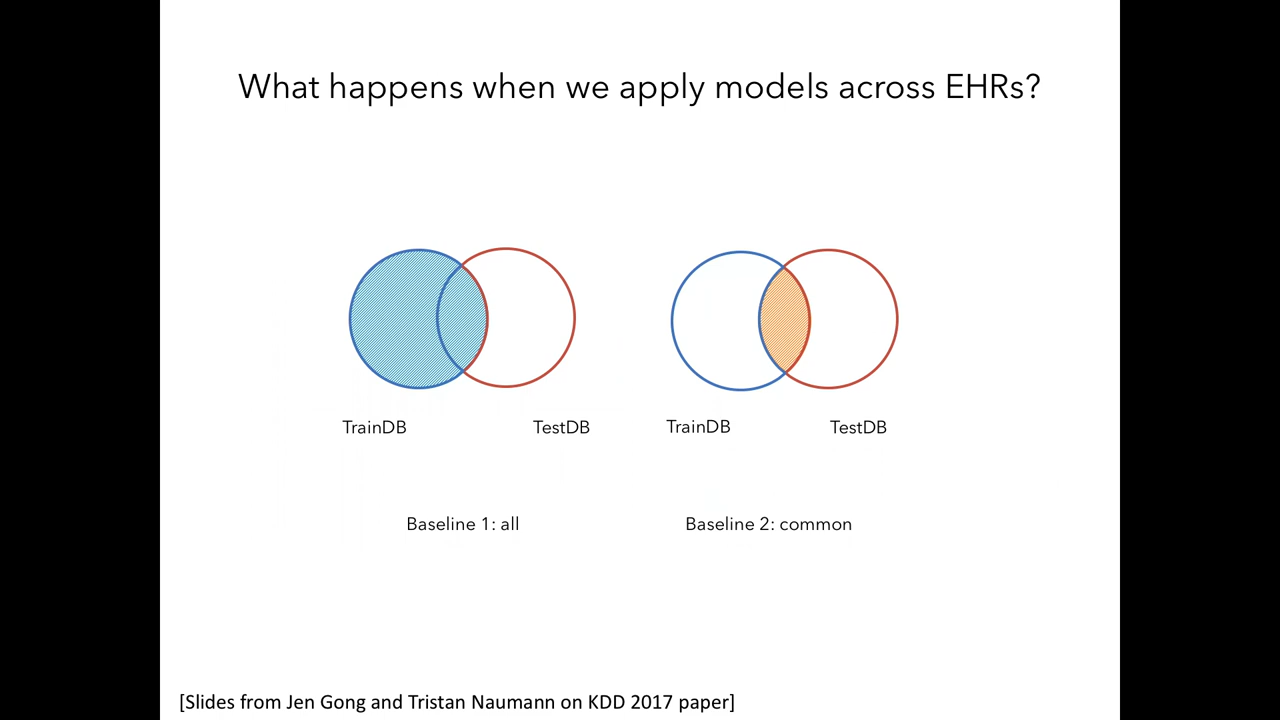 What happens when we apply models across EHRs?
TrainDB
TestDB
TrainDB
TestDB
Baseline 1: all
Baseline 2: common
[Slides from Jen Gong and Tristan Naumann on KDD 2017 paper]